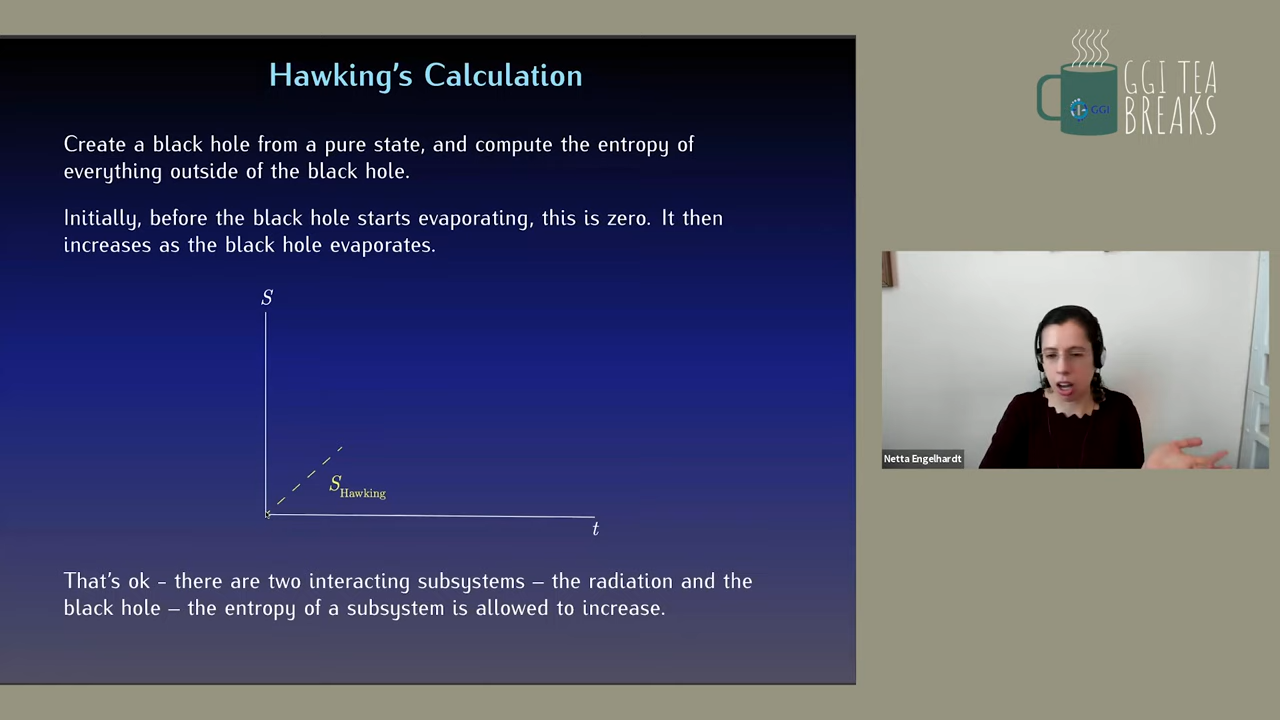 Hawking's Calculation
Create a black hole from a pure state, and compute the entropy of
everything outside of the black hole.
Initially, before the black hole starts evaporating, this is zero. It then
increases as the black hole evaporates.
S
S Hawking
t
That's ok - there are two interacting subsystems – the radiation and the
black hole – the entropy of a subsystem is allowed to increase.
GGI TEA
BREAKS
GGI
Netta Engelhardt